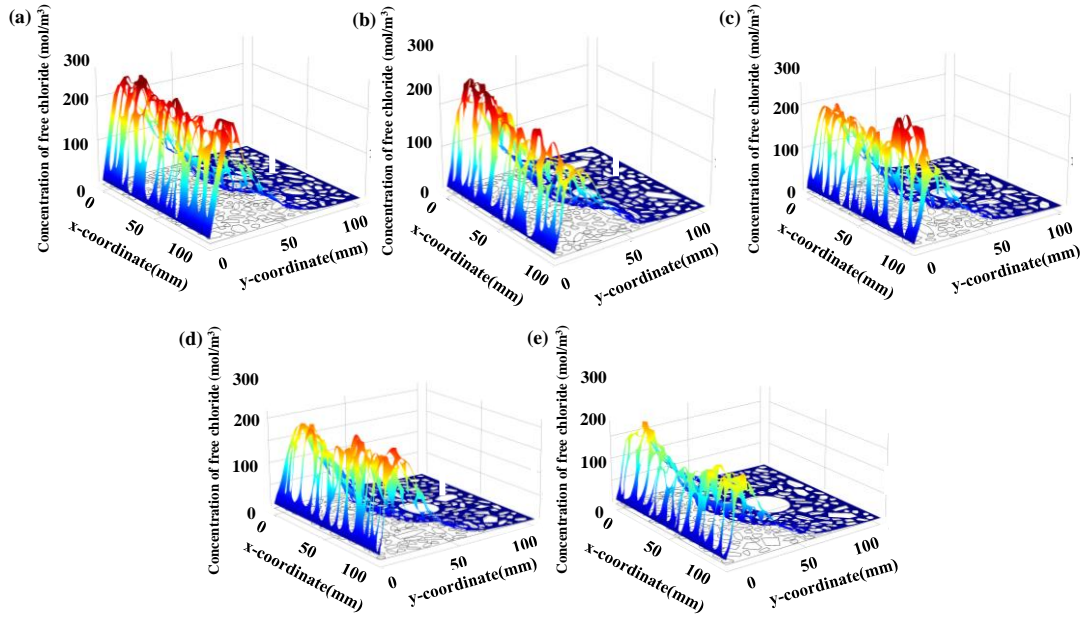 (a)
Concentration of free chloride (mol/m³)
300
200
100
0
0
50
100
x-coordinate(mm)
0
50
100
y-coordinate(mm)
(b)
Concentration of free chloride (mol/m³)
300
200
100
0
0
50
100
x-coordinate(mm)
0
50
100
y-coordinate(mm)
(c)
Concentration of free chloride (mol/m³)
300
200
100
0
0
50
100
x-coordinate(mm)
0
50
100
y-coordinate(mm)
(d)
Concentration of free chloride (mol/m³)
300
200
100
0
0
50
100
x-coordinate(mm)
0
50
100
y-coordinate(mm)
(e)
Concentration of free chloride (mol/m³)
300
200
100
0
0
50
100
x-coordinate(mm)
0
50
100
y-coordinate(mm)